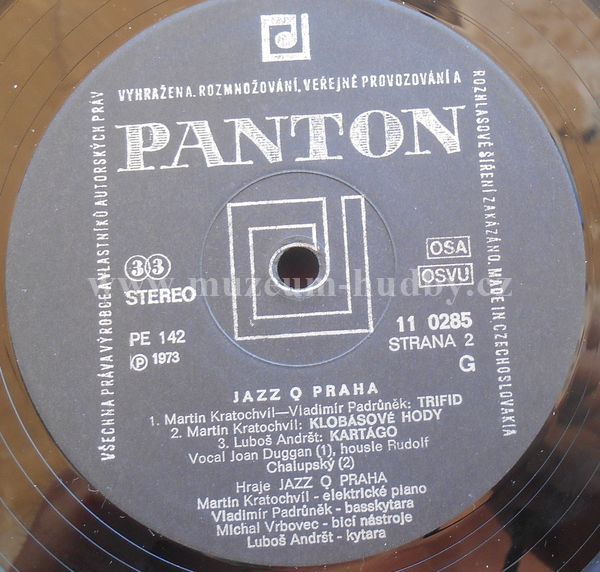 VŠECHNA PRÁVA VÝROBCE A VLASTNÍKŮ AUTORSKÝCH PRÁV VYHRAŽENA. ROZMNOŽOVÁNÍ, VEŘEJNÉ PROVOZOVÁNÍ A ROZHLASOVÉ ŠÍŘENÍ ZAKÁZÁNO. MADE IN CZECHOSLOVAKIA
PANTON
33
STEREO
OSA
OSVU
www.muzeum-hudby.cz
PE 142
℗ 1973
11 0285
STRANA 2
G
JAZZ Q PRAHA
1. Martin Kratochvíl—Vladimír Padrůněk: TRIFID
2. Martin Kratochvíl: KLOBÁSOVÉ HODY
3. Luboš Andršt: KARTÁGO
Vocal Joan Duggan (1), housle Rudolf
Chalupský (2)
Hraje JAZZ Q PRAHA
Martin Kratochvíl - elektrické piano
Vladimír Padrůněk - basskytara
Michal Vrbovec - bicí nástroje
Luboš Andršt - kytara